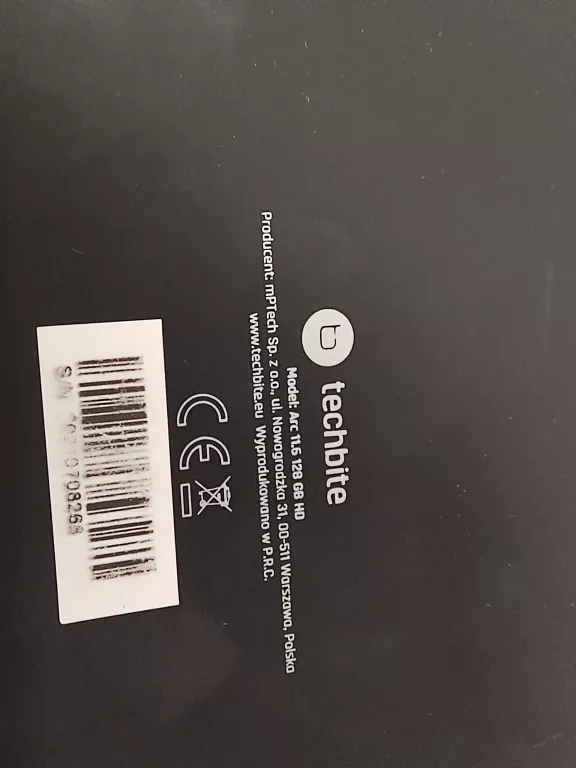 techbite
Model: Arc 11.6 128 GB HD
Producent: mPTech Sp. z o.o., ul. Nowogrodzka 31, 00-511 Warszawa, Polska
www.techbite.eu Wyprodukowano w P.R.C.
CE
S/N